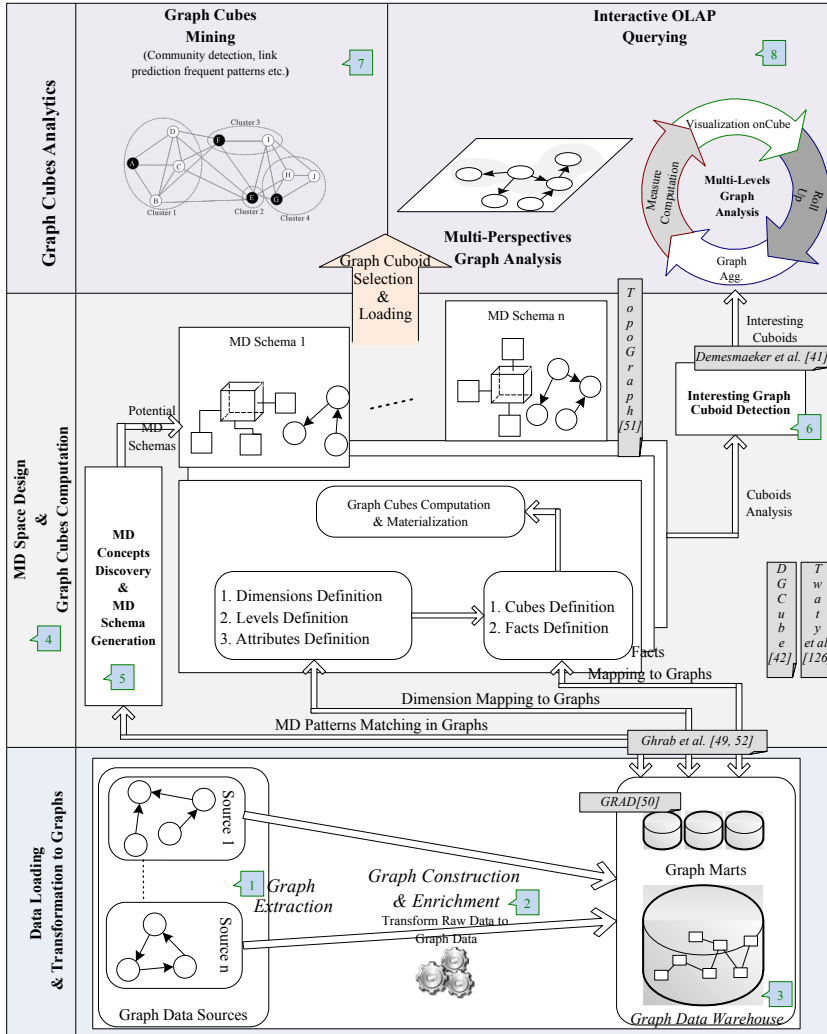 Graph Cubes Analytics
Graph Cubes
Mining
(Community detection, link
prediction frequent patterns etc.)
7
Cluster 3
D
F
I
A
C
H
J
B
E
G
Cluster 1
Cluster 2
Cluster 4
Interactive OLAP
Querying
8
Multi-Perspectives
Graph Analysis
Visualization onCube
Roll
Up
Graph
Agg.
Measure
Computation
Multi-Levels
Graph
Analysis
Graph Cuboid
Selection
&
Loading
MD Space Design
&
Graph Cubes Computation
4
MD Schema 1
MD Schema n
T
o
p
o
G
r
a
p
h
[51]
Interesting
Cuboids
Demesmaeker et al. [41]
Interesting Graph
Cuboid Detection
6
Potential
MD
Schemas
Cuboids
Analysis
MD
Concepts
Discovery
&
MD
Schema
Generation
5
Graph Cubes Computation
& Materialization
1. Dimensions Definition
2. Levels Definition
3. Attributes Definition
1. Cubes Definition
2. Facts Definition
D
G
C
u
b
e
[42]
T
w
a
t
y
et al
[126]
Facts
Mapping to Graphs
Dimension Mapping to Graphs
MD Patterns Matching in Graphs
Ghrab et al. [49, 52]
Data Loading
& Transformation to Graphs
Source 1
Source n
Graph Data Sources
1
Graph
Extraction
Graph Construction
& Enrichment
2
Transform Raw Data to
Graph Data
GRAD[50]
Graph Marts
3
Graph Data Warehouse